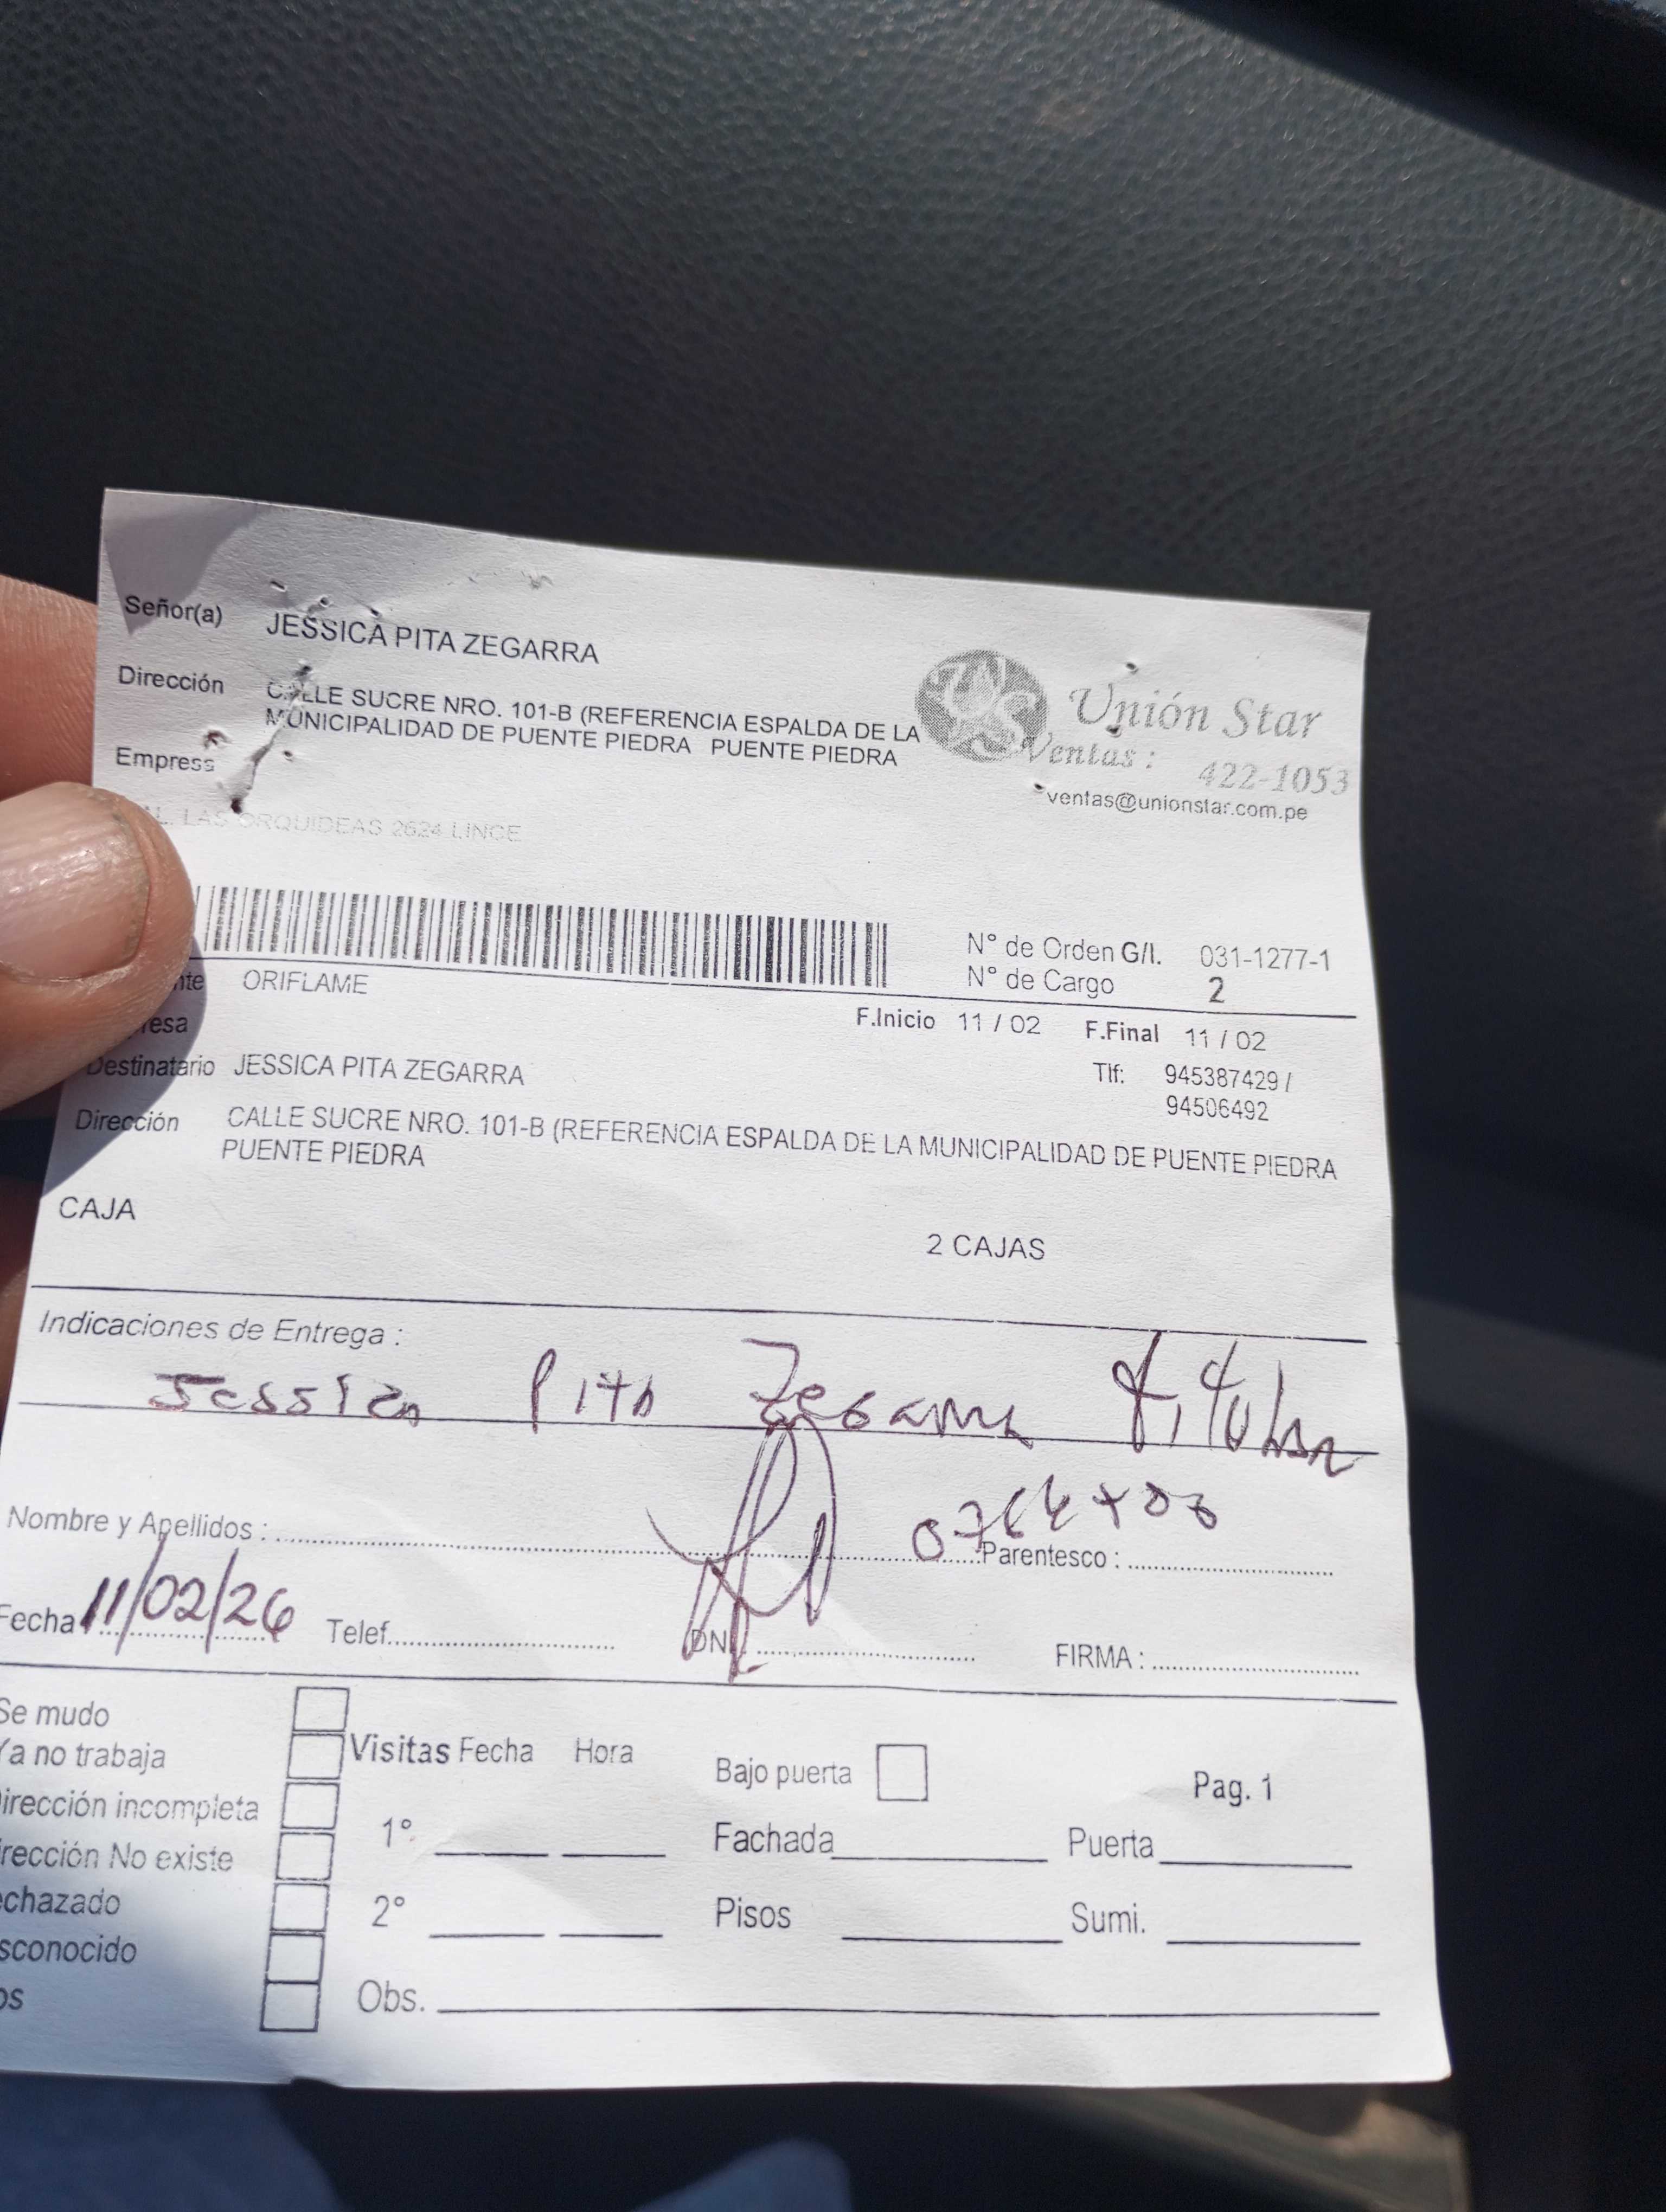 Señor(a) JESSICA PITA ZEGARRA
Dirección CALLE SUCRE NRO. 101-B (REFERENCIA ESPALDA DE LA
MUNICIPALIDAD DE PUENTE PIEDRA PUENTE PIEDRA
Unión Star
Ventas : 422-1053
ventas@unionstar.com.pe
Empres
L. LAS ORQUIDEAS 2624 LINCE
N° de Orden G/I. 031-1277-1
N° de Cargo 2
nte ORIFLAME
resa
F.Inicio 11 / 02 F.Final 11 / 02
Destinatario JESSICA PITA ZEGARRA
Tlf: 945387429 /
94506492
Dirección CALLE SUCRE NRO. 101-B (REFERENCIA ESPALDA DE LA MUNICIPALIDAD DE PUENTE PIEDRA
PUENTE PIEDRA
CAJA
2 CAJAS
Indicaciones de Entrega :
Jessica Pita Zegarra
Nombre y Apellidos : Parentesco :
Fecha 11/02/26 Telef. DNI FIRMA :
Se mudo
Ya no trabaja
Dirección incompleta
irección No existe
echazado
sconocido
os
Visitas Fecha Hora
1°
2°
Obs.
Bajo puerta
Pag. 1
Fachada Puerta
Pisos Sumi.